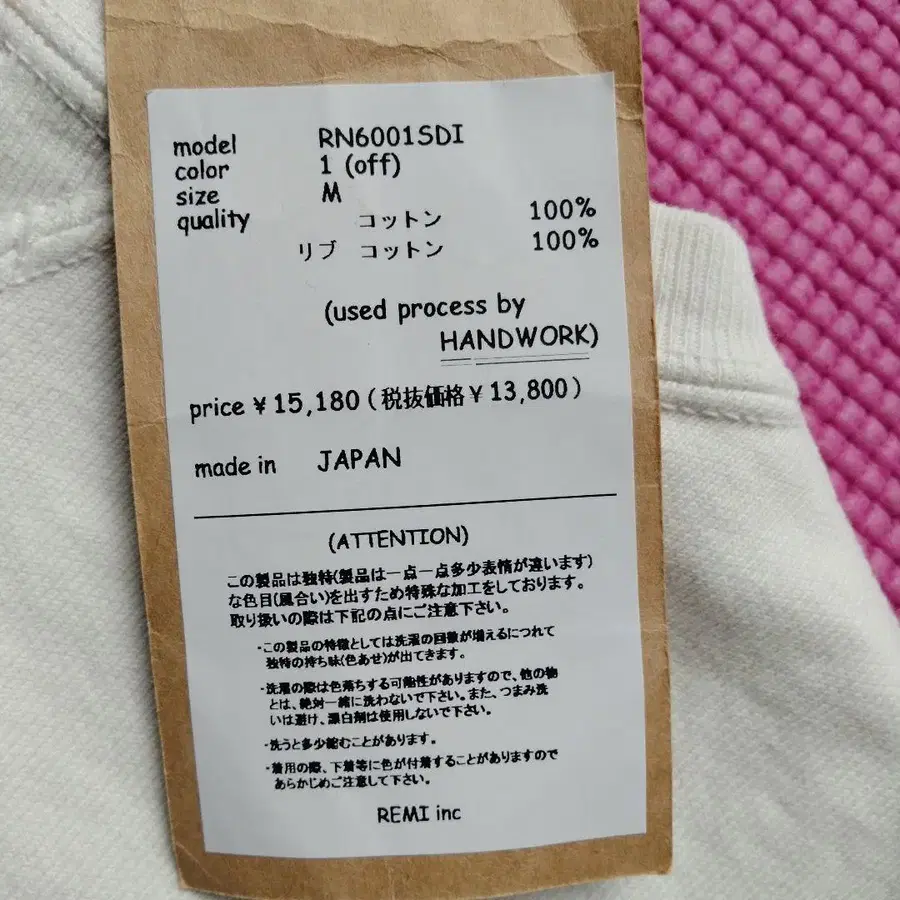 model RN6001SDI
color 1 (off)
size M
quality コットン 100%
リブ コットン 100%
(used process by
HANDWORK)
price ¥15,180(税抜価格¥13,800)
made in JAPAN
(ATTENTION)
この製品は独特(製品は一点一点多少表情が違います)
な色目(風合い)を出すため特殊な加工をしております。
取り扱いの際は下記の点にご注意下さい。
・この製品の特徴としては洗濯の回数が増えるにつれて
独特の持ち味(色あせ)が出てきます。
・洗濯の際は色落ちする可能性がありますので、他の物
とは、絶対一緒に洗わないで下さい。また、つまみ洗
いは避け、漂白剤は使用しないで下さい。
・洗うと多少縮むことがあります。
・着用の際、下着等に色が付着することがありますので
あらかじめご注意して下さい。
REMI inc